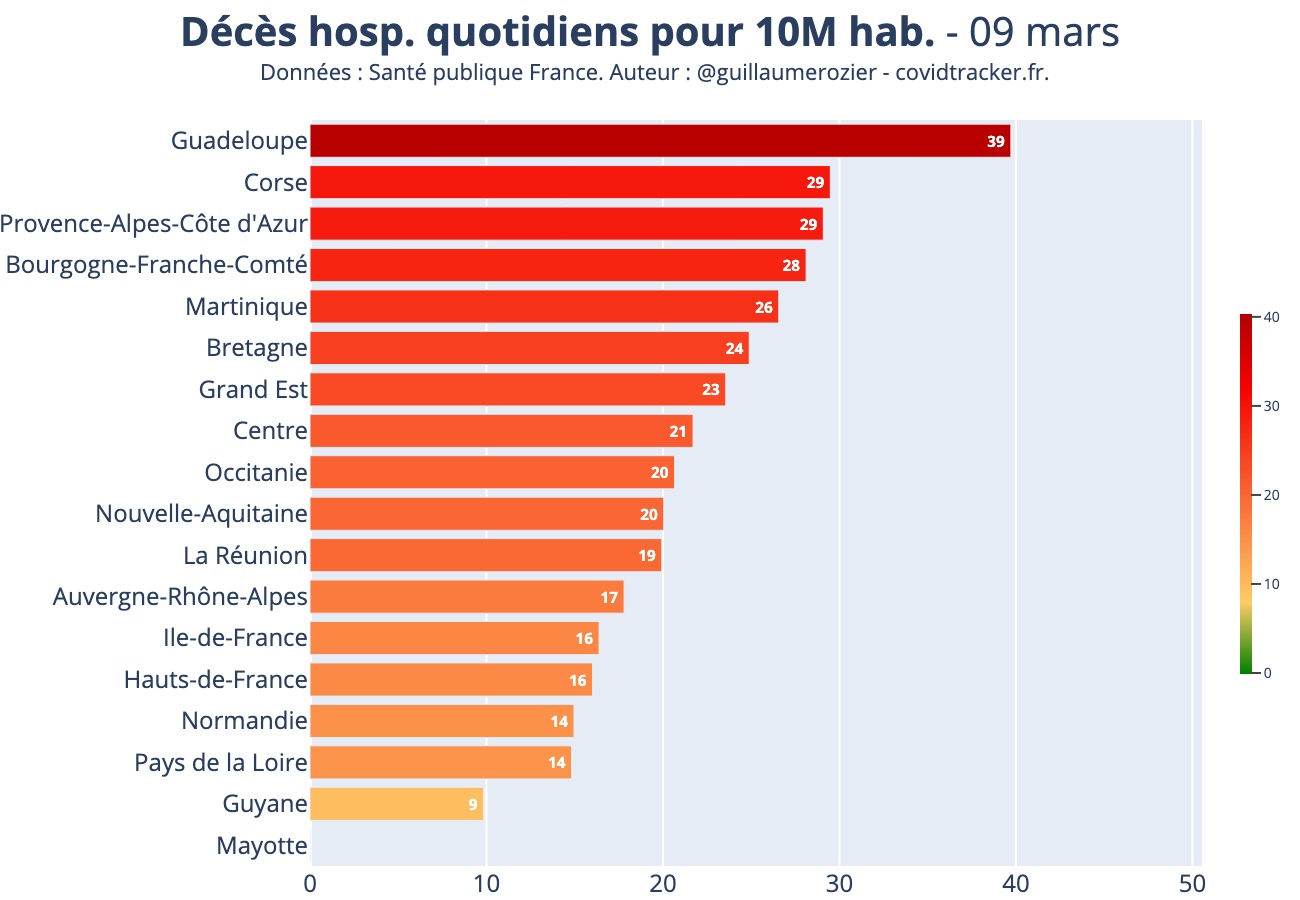 Décès hosp. quotidiens pour 10M hab. - 09 mars
Données : Santé publique France. Auteur : @guillaumerozier - covidtracker.fr.
Guadeloupe 39
Corse 29
Provence-Alpes-Côte d'Azur 29
Bourgogne-Franche-Comté 28
Martinique 26
Bretagne 24
Grand Est 23
Centre 21
Occitanie 20
Nouvelle-Aquitaine 20
La Réunion 19
Auvergne-Rhône-Alpes 17
Ile-de-France 16
Hauts-de-France 16
Normandie 14
Pays de la Loire 14
Guyane 9
Mayotte
0 10 20 30 40 50
40
30
20
10
0